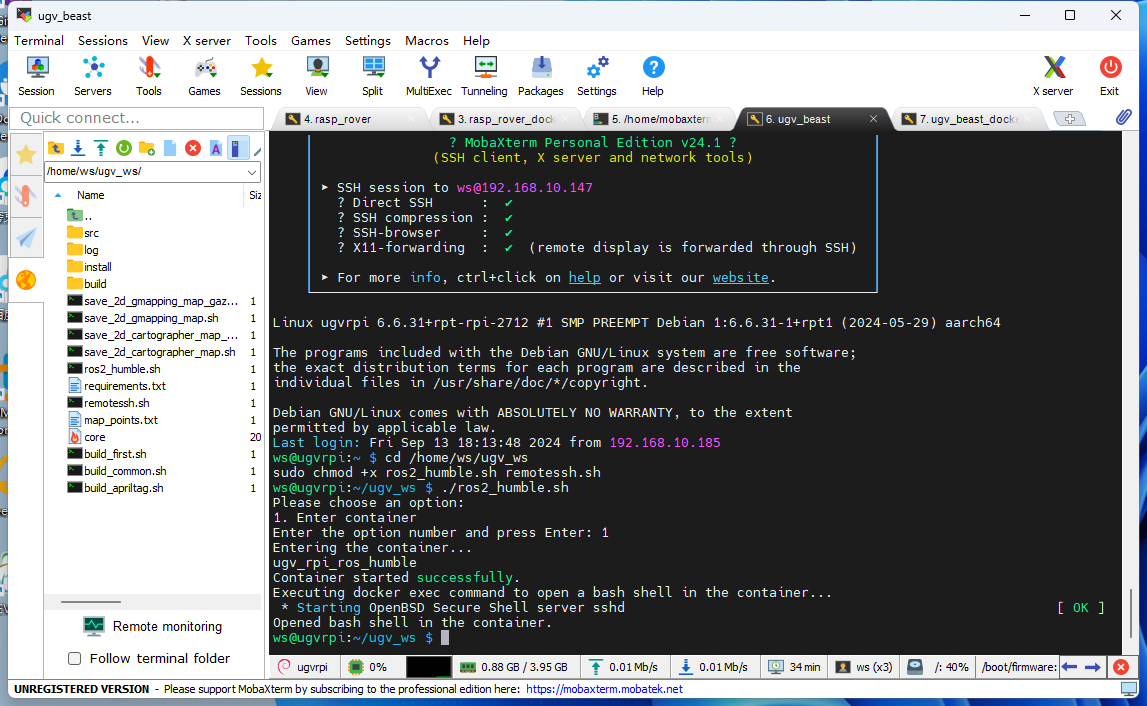 ugv_beast
Terminal Sessions View X server Tools Games Settings Macros Help
Session Servers Tools Games Sessions View Split MultiExec Tunneling Packages Settings Help X server Exit
Quick connect...
4. rasp_rover
3. rasp_rover_dock
5. /home/mobaxterm
6. ugv_beast
7. ugv_beast_docke
/home/ws/ugv_ws/
Name Siz
..
src
log
install
build
save_2d_gmapping_map_gaz... 1
save_2d_gmapping_map.sh 1
save_2d_cartographer_map_... 1
save_2d_cartographer_map.sh 1
ros2_humble.sh 1
requirements.txt 1
remotessh.sh 1
map_points.txt 1
core 20
build_first.sh 1
build_common.sh 1
build_apriltag.sh 1
Remote monitoring
Follow terminal folder
? MobaXterm Personal Edition v24.1 ?
(SSH client, X server and network tools)
➤ SSH session to ws@192.168.10.147
? Direct SSH : ✔
? SSH compression : ✔
? SSH-browser : ✔
? X11-forwarding : ✔ (remote display is forwarded through SSH)
➤ For more info, ctrl+click on help or visit our website.
Linux ugvrpi 6.6.31+rpt-rpi-2712 #1 SMP PREEMPT Debian 1:6.6.31-1+rpt1 (2024-05-29) aarch64
The programs included with the Debian GNU/Linux system are free software;
the exact distribution terms for each program are described in the
individual files in /usr/share/doc/*/copyright.
Debian GNU/Linux comes with ABSOLUTELY NO WARRANTY, to the extent
permitted by applicable law.
Last login: Fri Sep 13 18:13:48 2024 from 192.168.10.185
ws@ugvrpi:~ $ cd /home/ws/ugv_ws
sudo chmod +x ros2_humble.sh remotessh.sh
ws@ugvrpi:~/ugv_ws $ ./ros2_humble.sh
Please choose an option:
1. Enter container
Enter the option number and press Enter: 1
Entering the container...
ugv_rpi_ros_humble
Container started successfully.
Executing docker exec command to open a bash shell in the container...
* Starting OpenBSD Secure Shell server sshd [ OK ]
Opened bash shell in the container.
ws@ugvrpi:~/ugv_ws $
ugvrpi 0% 0.88 GB / 3.95 GB 0.01 Mb/s 0.01 Mb/s 34 min ws (x3) /: 40% /boot/firmware:
UNREGISTERED VERSION - Please support MobaXterm by subscribing to the professional edition here: https://mobaxterm.mobatek.net